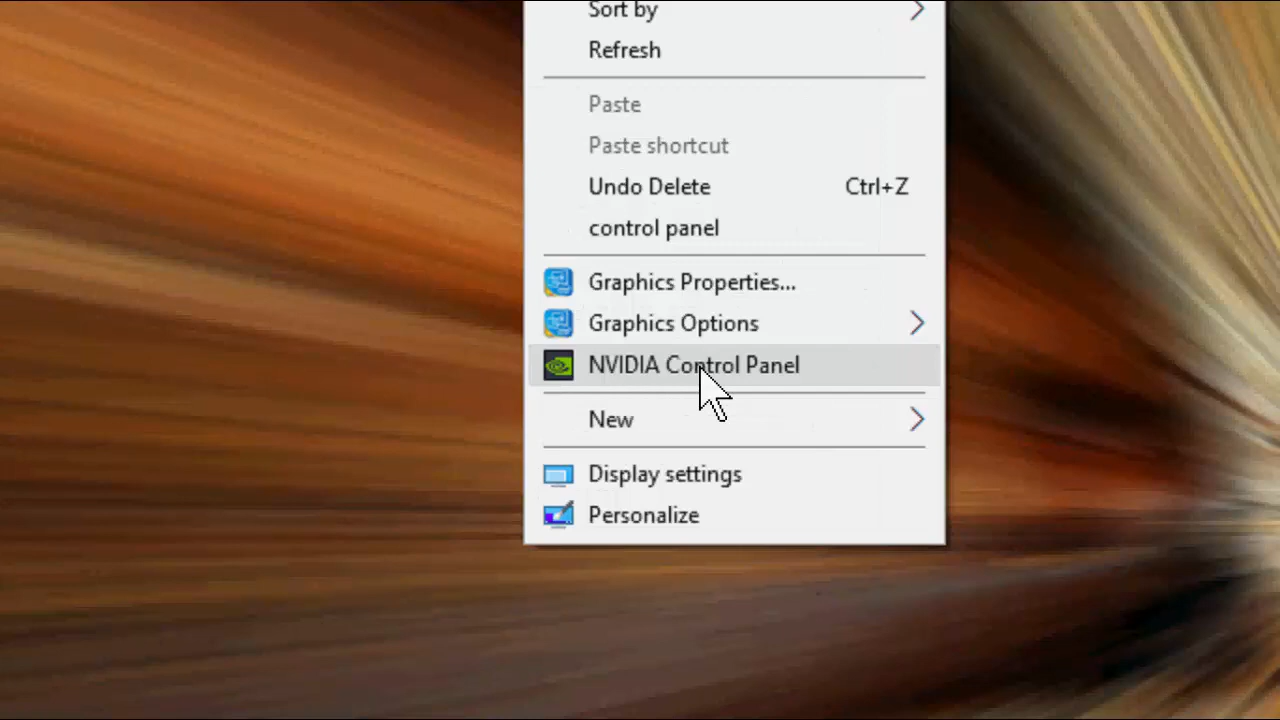 Sort by
Refresh
Paste
Paste shortcut
Undo Delete Ctrl+Z
control panel
Graphics Properties...
Graphics Options
NVIDIA Control Panel
New
Display settings
Personalize